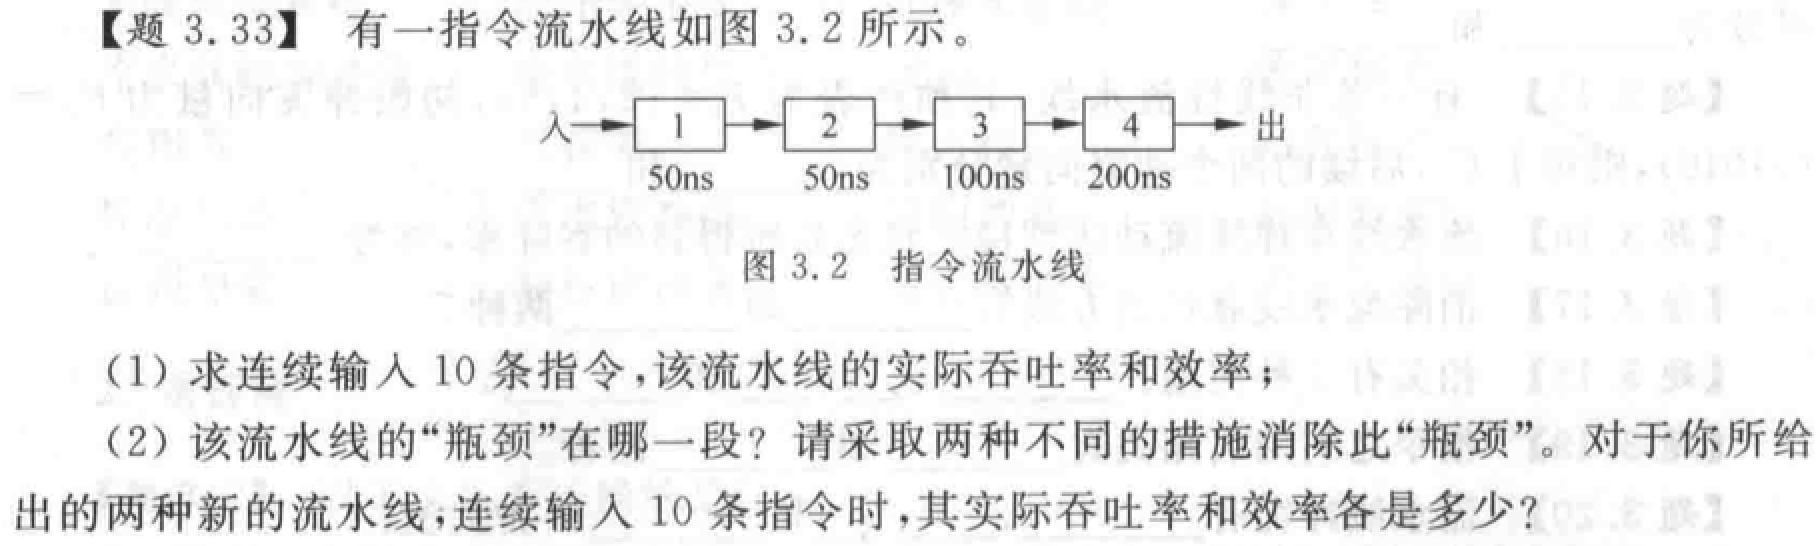 【题 3.33】 有一指令流水线如图 3.2 所示。
入 1 2 3 4 出
50ns 50ns 100ns 200ns
图 3.2 指令流水线
(1) 求连续输入 10 条指令,该流水线的实际吞吐率和效率;
(2) 该流水线的“瓶颈”在哪一段? 请采取两种不同的措施消除此“瓶颈”。对于你所给
出的两种新的流水线,连续输入 10 条指令时,其实际吞吐率和效率各是多少?